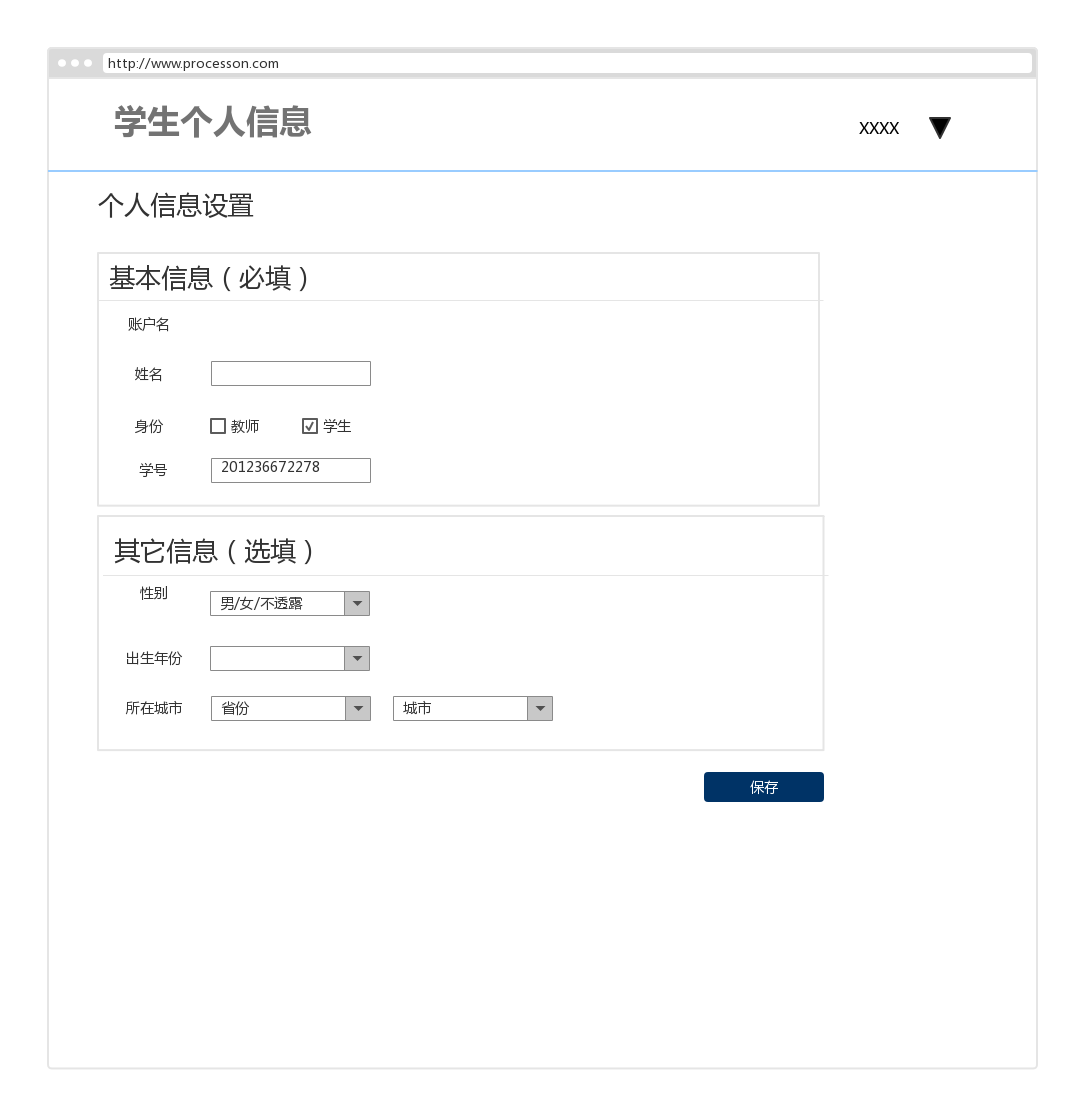 http://www.processon.com
学生个人信息
xxxx
个人信息设置
基本信息（必填）
账户名
姓名
身份 教师 学生
学号 201236672278
其它信息（选填）
性别 男/女/不透露
出生年份
所在城市 省份 城市
保存